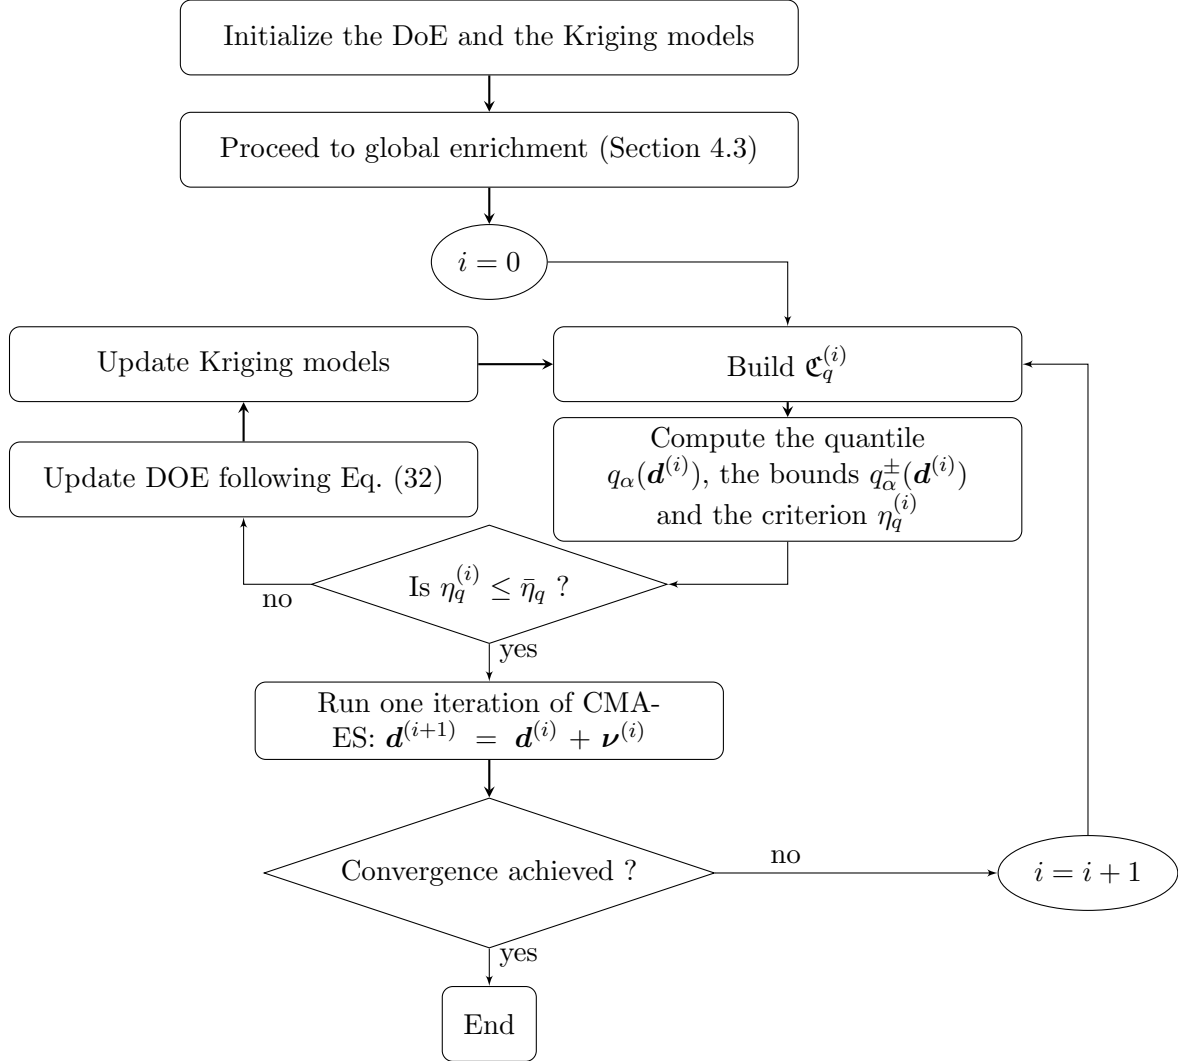 Initialize the DoE and the Kriging models
Proceed to global enrichment (Section 4.3)
i = 0
Update Kriging models
Build 𝕮_q^(i)
Compute the quantile
q_α(d^(i)), the bounds q_α^±(d^(i))
and the criterion η_q^(i)
Update DOE following Eq. (32)
Is η_q^(i) ≤ η̄_q ?
no
yes
Run one iteration of CMA-
ES: d^(i+1) = d^(i) + ν^(i)
Convergence achieved ?
no
i = i + 1
yes
End